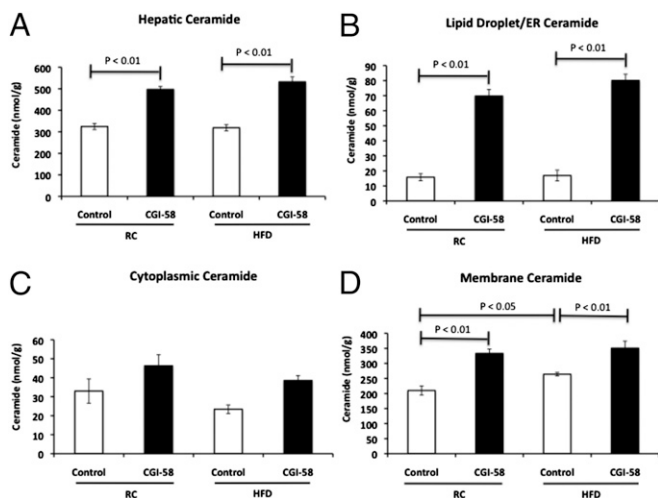 A
Hepatic Ceramide
P < 0.01
P < 0.01
Ceramide (nmol/g)
600
500
400
300
200
100
0
Control
CGI-58
Control
CGI-58
RC
HFD
B
Lipid Droplet/ER Ceramide
P < 0.01
P < 0.01
Ceramide (nmol/g)
90
80
70
60
50
40
30
20
10
0
Control
CGI-58
Control
CGI-58
RC
HFD
C
Cytoplasmic Ceramide
Ceramide (nmol/g)
60
50
40
30
20
10
0
Control
CGI-58
Control
CGI-58
RC
HFD
D
Membrane Ceramide
P < 0.05
P < 0.01
P < 0.01
Ceramide (nmol/g)
400
350
300
250
200
150
100
50
0
Control
CGI-58
Control
CGI-58
RC
HFD